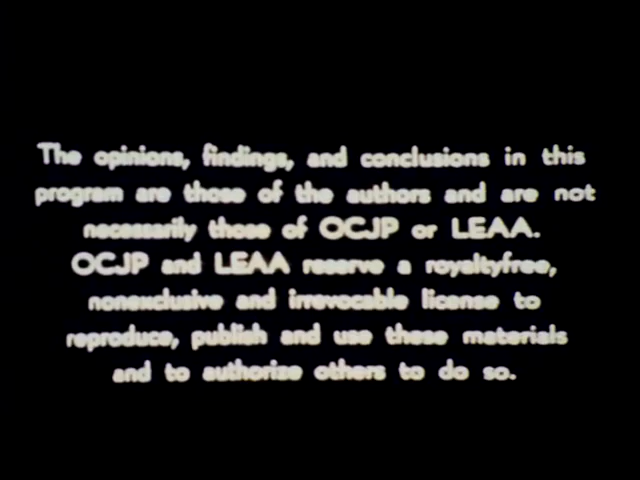 The opinions, findings, and conclusions in this
program are those of the authors and are not
necessarily those of OCJP or LEAA.
OCJP and LEAA reserve a royaltyfree,
nonexclusive and irrevocable license to
reproduce, publish and use these materials
and to authorize others to do so.